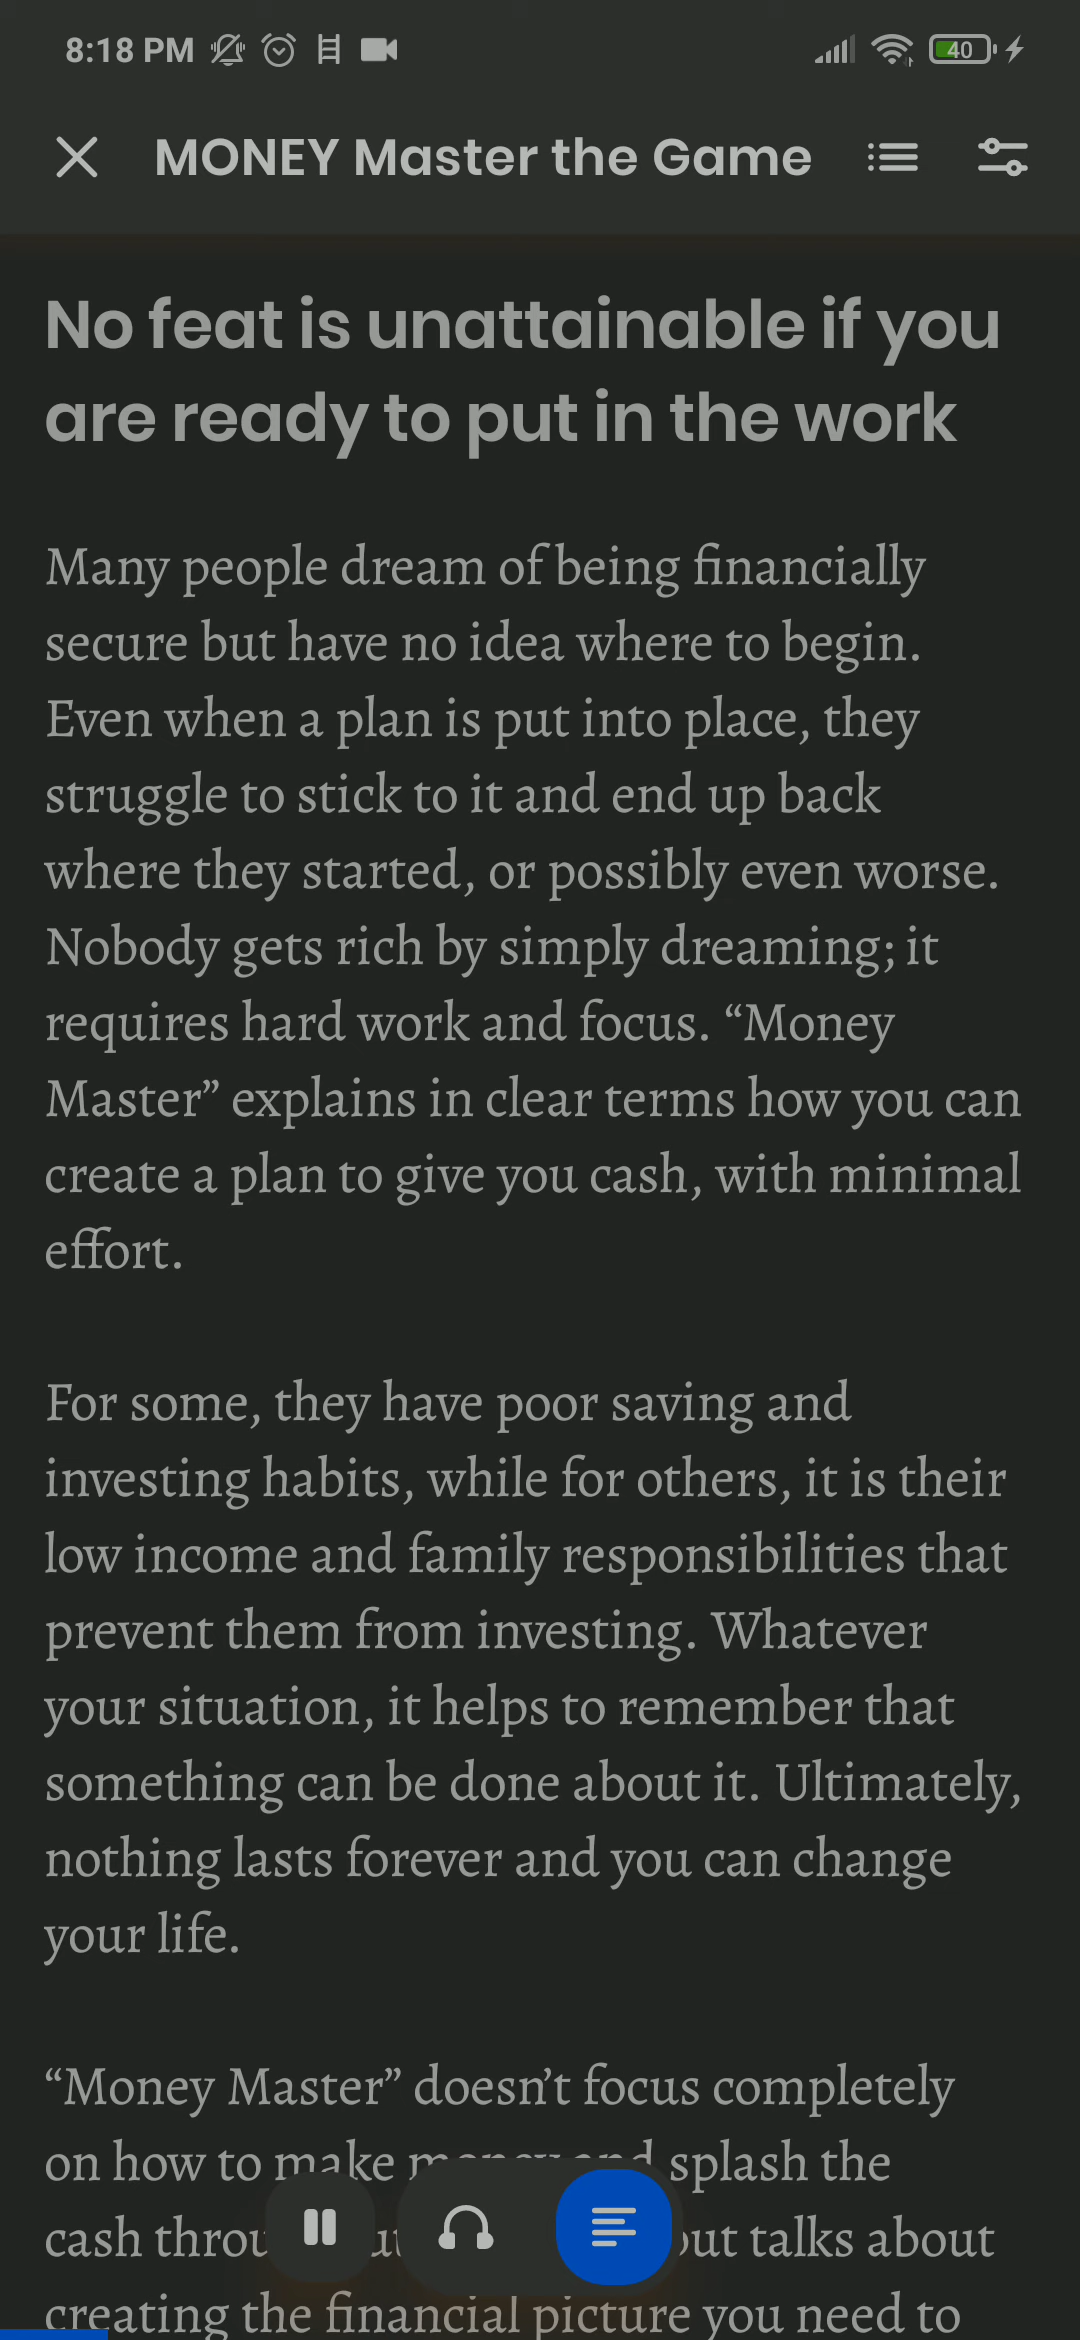 8:18 PM
40
MONEY Master the Game
No feat is unattainable if you
are ready to put in the work
Many people dream of being financially
secure but have no idea where to begin.
Even when a plan is put into place, they
struggle to stick to it and end up back
where they started, or possibly even worse.
Nobody gets rich by simply dreaming; it
requires hard work and focus. “Money
Master” explains in clear terms how you can
create a plan to give you cash, with minimal
effort.
For some, they have poor saving and
investing habits, while for others, it is their
low income and family responsibilities that
prevent them from investing. Whatever
your situation, it helps to remember that
something can be done about it. Ultimately,
nothing lasts forever and you can change
your life.
“Money Master” doesn’t focus completely
on how to make money and splash the
cash but talks about
creating the financial picture you need to